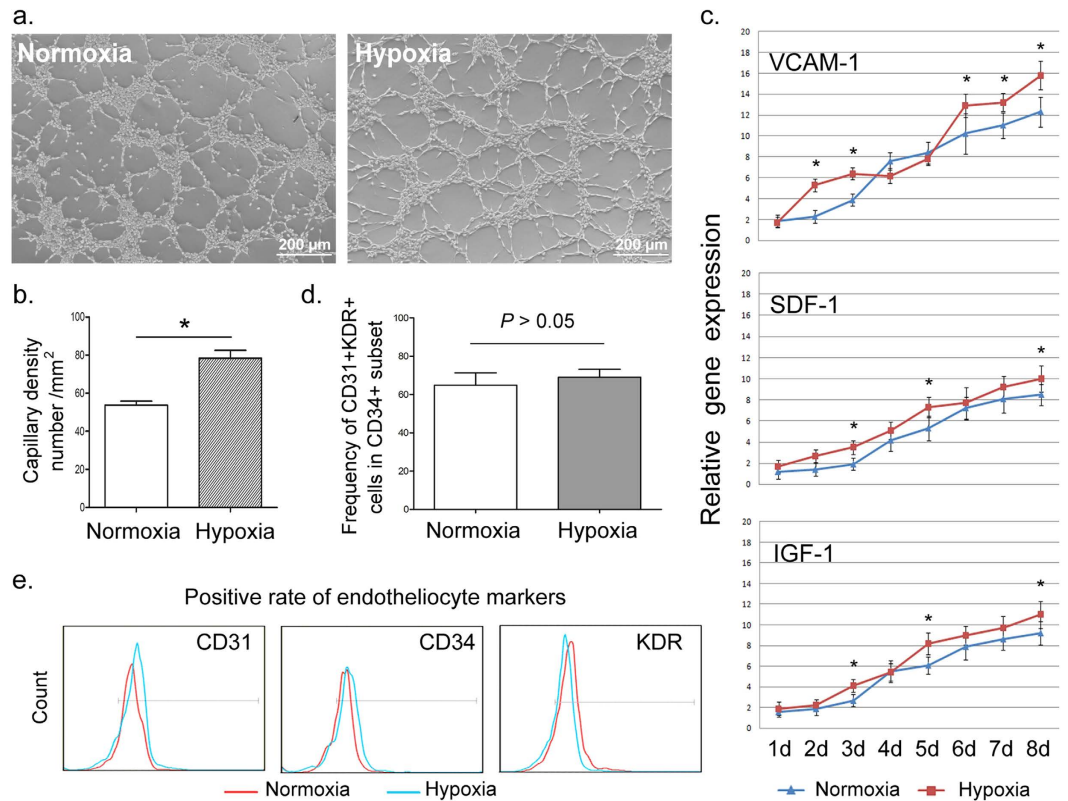 a.
Normoxia
200 µm
Hypoxia
200 µm
b.
Capillary density
number /mm2
100
80
60
40
20
0
*
Normoxia
Hypoxia
d.
Frequency of CD31+KDR+
cells in CD34+ subset
100
80
60
40
20
0
P > 0.05
Normoxia
Hypoxia
e.
Positive rate of endotheliocyte markers
Count
CD31
CD34
KDR
Normoxia
Hypoxia
c.
Relative gene expression
VCAM-1
20
18
16
14
12
10
8
6
4
2
0
* * * * *
SDF-1
20
18
16
14
12
10
8
6
4
2
0
* * *
IGF-1
20
18
16
14
12
10
8
6
4
2
0
* * *
1d 2d 3d 4d 5d 6d 7d 8d
Normoxia
Hypoxia